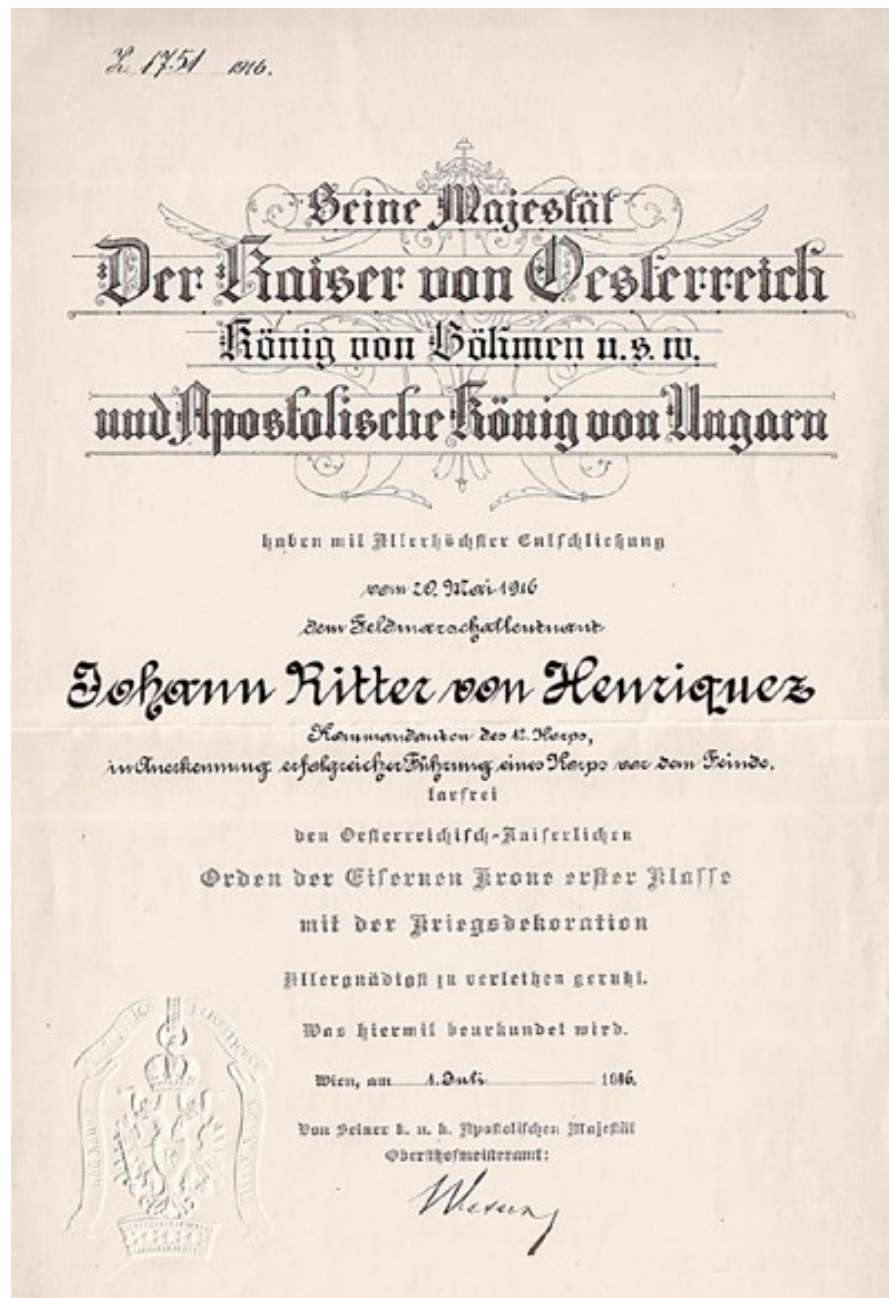 Z. 1751 1916.
Seine Majestät
Der Kaiser von Oesterreich
König von Böhmen u.s.w.
und Apostolische König von Ungarn
haben mit Allerhöchster Entschließung
vom 20. Mai 1916
dem Feldmarschalleutnant
Johann Ritter von Henriquez
Kommandanten des Korps,
in Anerkennung erfolgreicher Führung eines Korps vor dem Feinde,
taxfrei
den Oesterreichisch-Kaiserlichen
Orden der Eisernen Krone erster Klasse
mit der Kriegsdekoration
Allergnädigst zu verleihen geruht.
Was hiermit beurkundet wird.
Wien, am 1. Juli 1916.
Von Seiner k. u. k. Apostolischen Majestät
Obersthofmeisteramt: